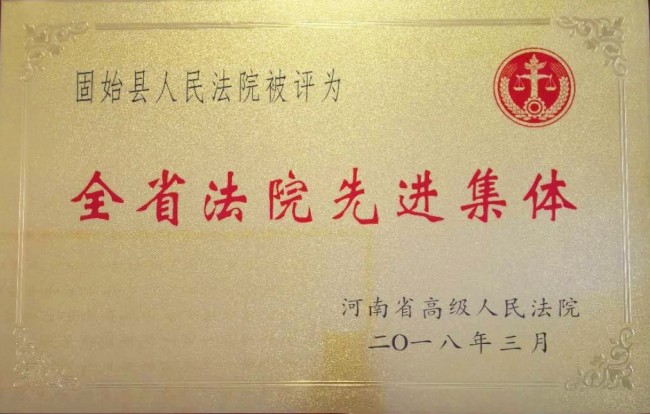 固始县人民法院被评为
全省法院先进集体
河南省高级人民法院
二〇一八年三月